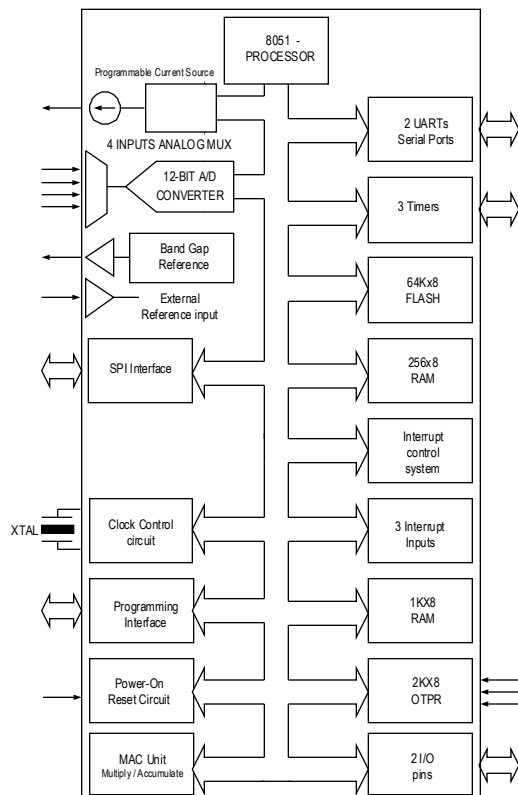 8051 -
PROCESSOR
Programmable Current Source
4 INPUTS ANALOG MUX
12-BIT A/D
CONVERTER
Band Gap
Reference
External
Reference input
SPI Interface
XTAL
Clock Control
circuit
Programming
Interface
Power-On
Reset Circuit
MAC Unit
Multiply / Accumulate
2 UARTs
Serial Ports
3 Timers
64Kx8
FLASH
256x8
RAM
Interrupt
control
system
3 Interrupt
Inputs
1KX8
RAM
2KX8
OTPR
2 I/O
pins